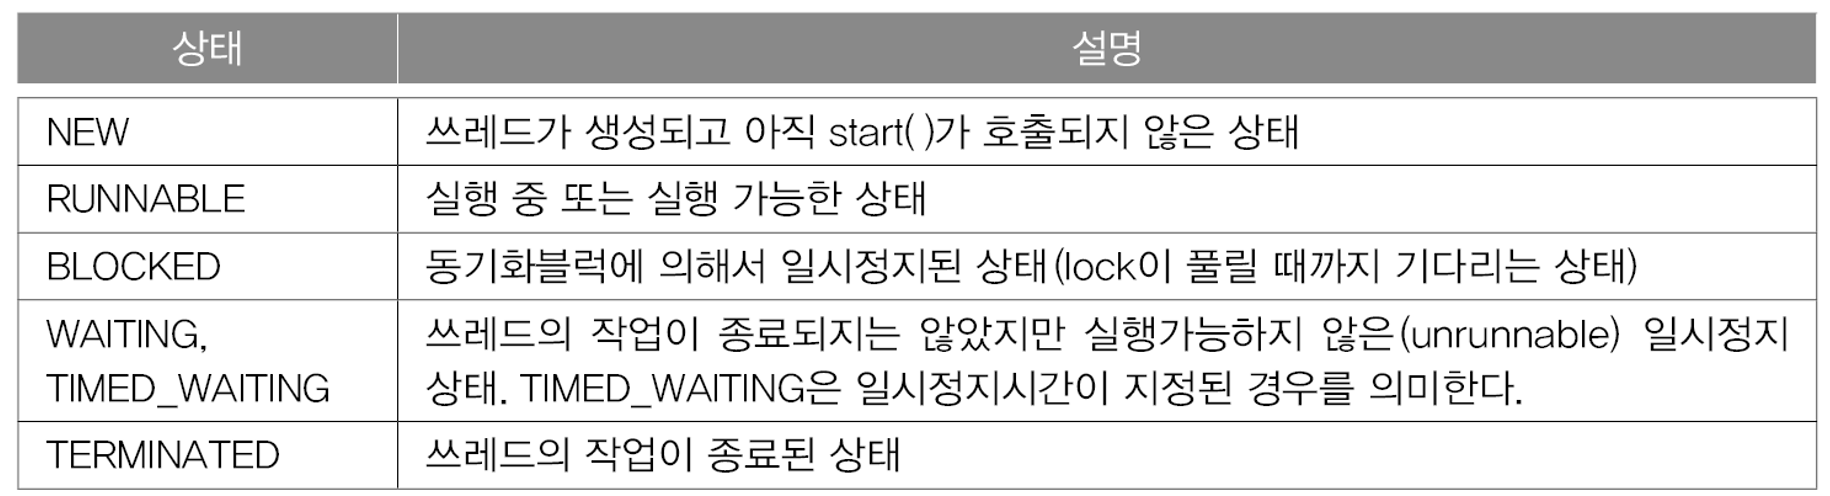 상태 설명
NEW 쓰레드가 생성되고 아직 start( )가 호출되지 않은 상태
RUNNABLE 실행 중 또는 실행 가능한 상태
BLOCKED 동기화블럭에 의해서 일시정지된 상태(lock이 풀릴 때까지 기다리는 상태)
WAITING, 쓰레드의 작업이 종료되지는 않았지만 실행가능하지 않은(unrunnable) 일시정지
TIMED_WAITING 상태. TIMED_WAITING은 일시정지시간이 지정된 경우를 의미한다.
TERMINATED 쓰레드의 작업이 종료된 상태